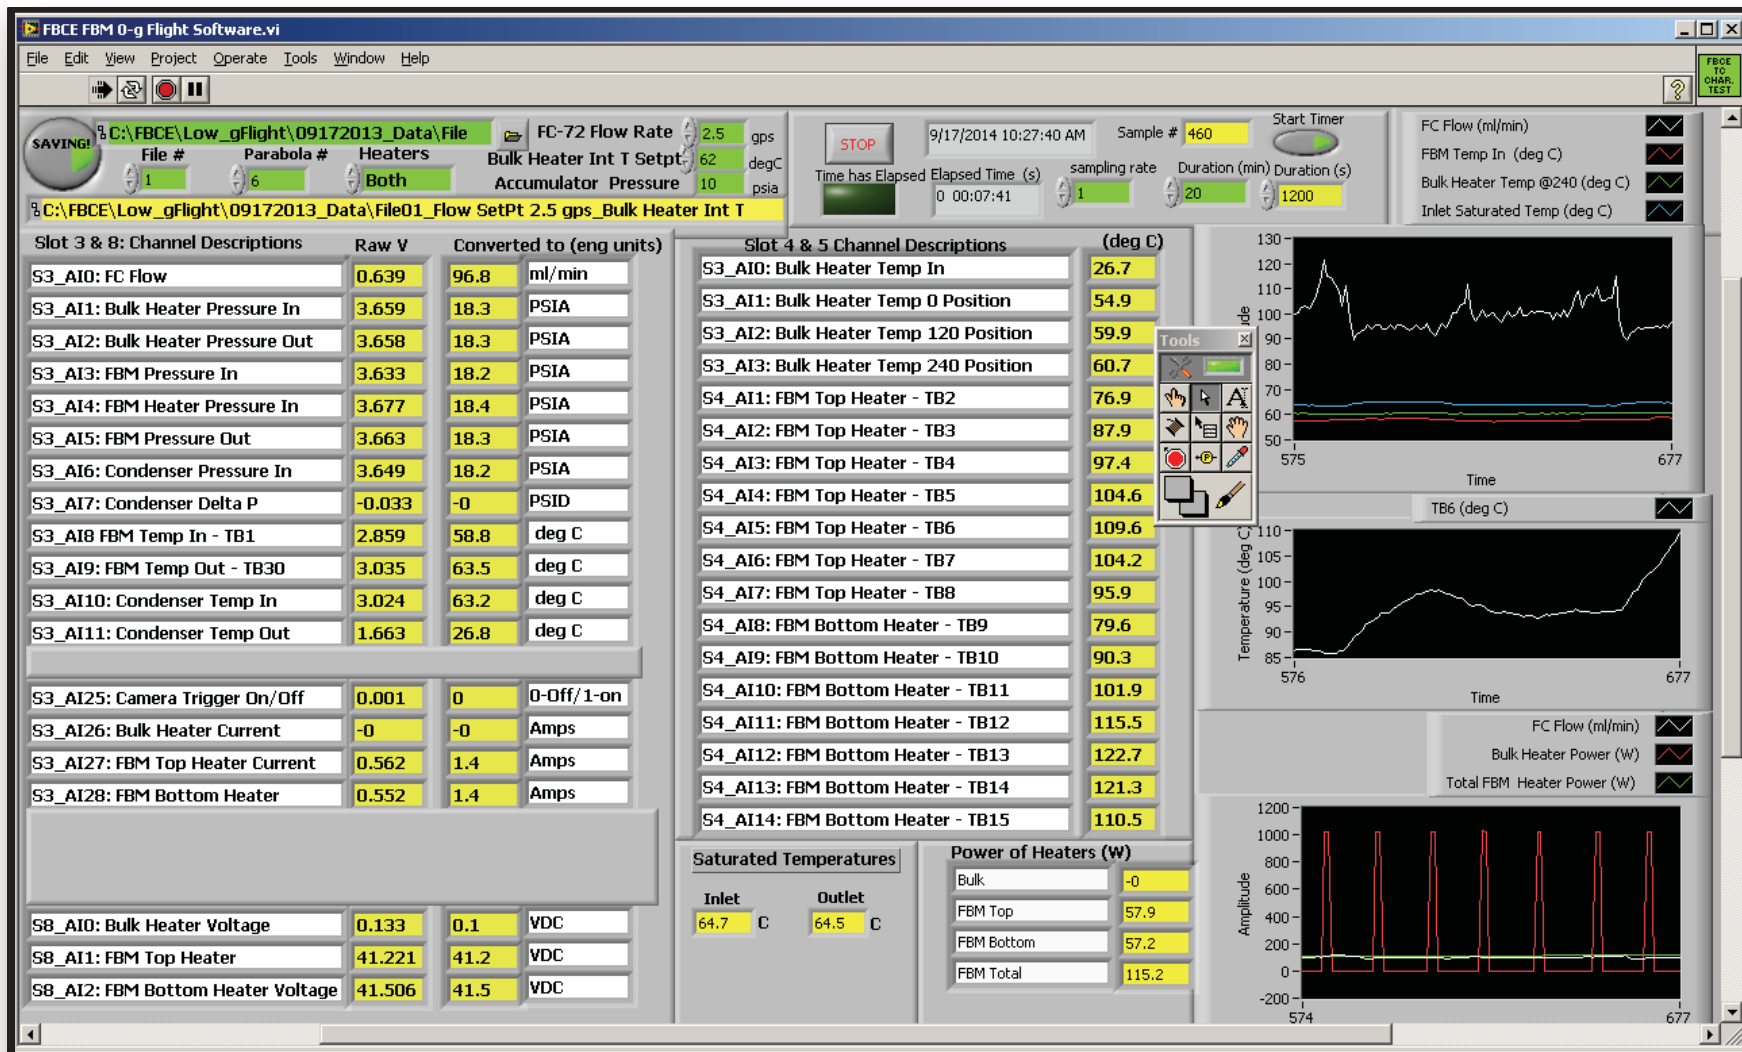 FBCE FBM 0-g Flight Software.vi
File Edit View Project Operate Tools Window Help
FBCE
TC
CHAR.
TEST
?
SAVING!
C:\FBCE\Low_gFlight\09172013_Data\File
File # Parabola # Heaters
1 6 Both
FC-72 Flow Rate 2.5 gps
Bulk Heater Int T Setpt 62 degC
Accumulator Pressure 10 psia
C:\FBCE\Low_gFlight\09172013_Data\File01_Flow SetPt 2.5 gps_Bulk Heater Int T
STOP
9/17/2014 10:27:40 AM
Sample # 460
Start Timer
Time has Elapsed
Elapsed Time (s)
0 00:07:41
sampling rate
1
Duration (min)
20
Duration (s)
1200
Slot 3 & 8: Channel Descriptions Raw V Converted to (eng units)
S3_AI0: FC Flow 0.639 96.8 ml/min
S3_AI1: Bulk Heater Pressure In 3.659 18.3 PSIA
S3_AI2: Bulk Heater Pressure Out 3.658 18.3 PSIA
S3_AI3: FBM Pressure In 3.633 18.2 PSIA
S3_AI4: FBM Heater Pressure In 3.677 18.4 PSIA
S3_AI5: FBM Pressure Out 3.663 18.3 PSIA
S3_AI6: Condenser Pressure In 3.649 18.2 PSIA
S3_AI7: Condenser Delta P -0.033 -0 PSID
S3_AI8 FBM Temp In - TB1 2.859 58.8 deg C
S3_AI9: FBM Temp Out - TB30 3.035 63.5 deg C
S3_AI10: Condenser Temp In 3.024 63.2 deg C
S3_AI11: Condenser Temp Out 1.663 26.8 deg C
S3_AI25: Camera Trigger On/Off 0.001 0 0-Off/1-on
S3_AI26: Bulk Heater Current -0 -0 Amps
S3_AI27: FBM Top Heater Current 0.562 1.4 Amps
S3_AI28: FBM Bottom Heater 0.552 1.4 Amps
S8_AI0: Bulk Heater Voltage 0.133 0.1 VDC
S8_AI1: FBM Top Heater 41.221 41.2 VDC
S8_AI2: FBM Bottom Heater Voltage 41.506 41.5 VDC
Slot 4 & 5 Channel Descriptions (deg C)
S3_AI0: Bulk Heater Temp In 26.7
S3_AI1: Bulk Heater Temp 0 Position 54.9
S3_AI2: Bulk Heater Temp 120 Position 59.9
S3_AI3: Bulk Heater Temp 240 Position 60.7
S4_AI1: FBM Top Heater - TB2 76.9
S4_AI2: FBM Top Heater - TB3 87.9
S4_AI3: FBM Top Heater - TB4 97.4
S4_AI4: FBM Top Heater - TB5 104.6
S4_AI5: FBM Top Heater - TB6 109.6
S4_AI6: FBM Top Heater - TB7 104.2
S4_AI7: FBM Top Heater - TB8 95.9
S4_AI8: FBM Bottom Heater - TB9 79.6
S4_AI9: FBM Bottom Heater - TB10 90.3
S4_AI10: FBM Bottom Heater - TB11 101.9
S4_AI11: FBM Bottom Heater - TB12 115.5
S4_AI12: FBM Bottom Heater - TB13 122.7
S4_AI13: FBM Bottom Heater - TB14 121.3
S4_AI14: FBM Bottom Heater - TB15 110.5
Saturated Temperatures
Inlet Outlet
64.7 C 64.5 C
Power of Heaters (W)
Bulk -0
FBM Top 57.9
FBM Bottom 57.2
FBM Total 115.2
Tools
A
P
FC Flow (ml/min)
FBM Temp In (deg C)
Bulk Heater Temp @240 (deg C)
Inlet Saturated Temp (deg C)
130
120
110
100
90
80
70
60
50
575 677
Time
TB6 (deg C)
Temperature (deg C)
110
105
100
95
90
85
576 677
Time
FC Flow (ml/min)
Bulk Heater Power (W)
Total FBM Heater Power (W)
Amplitude
1200
1000
800
600
400
200
0
-200
574 677